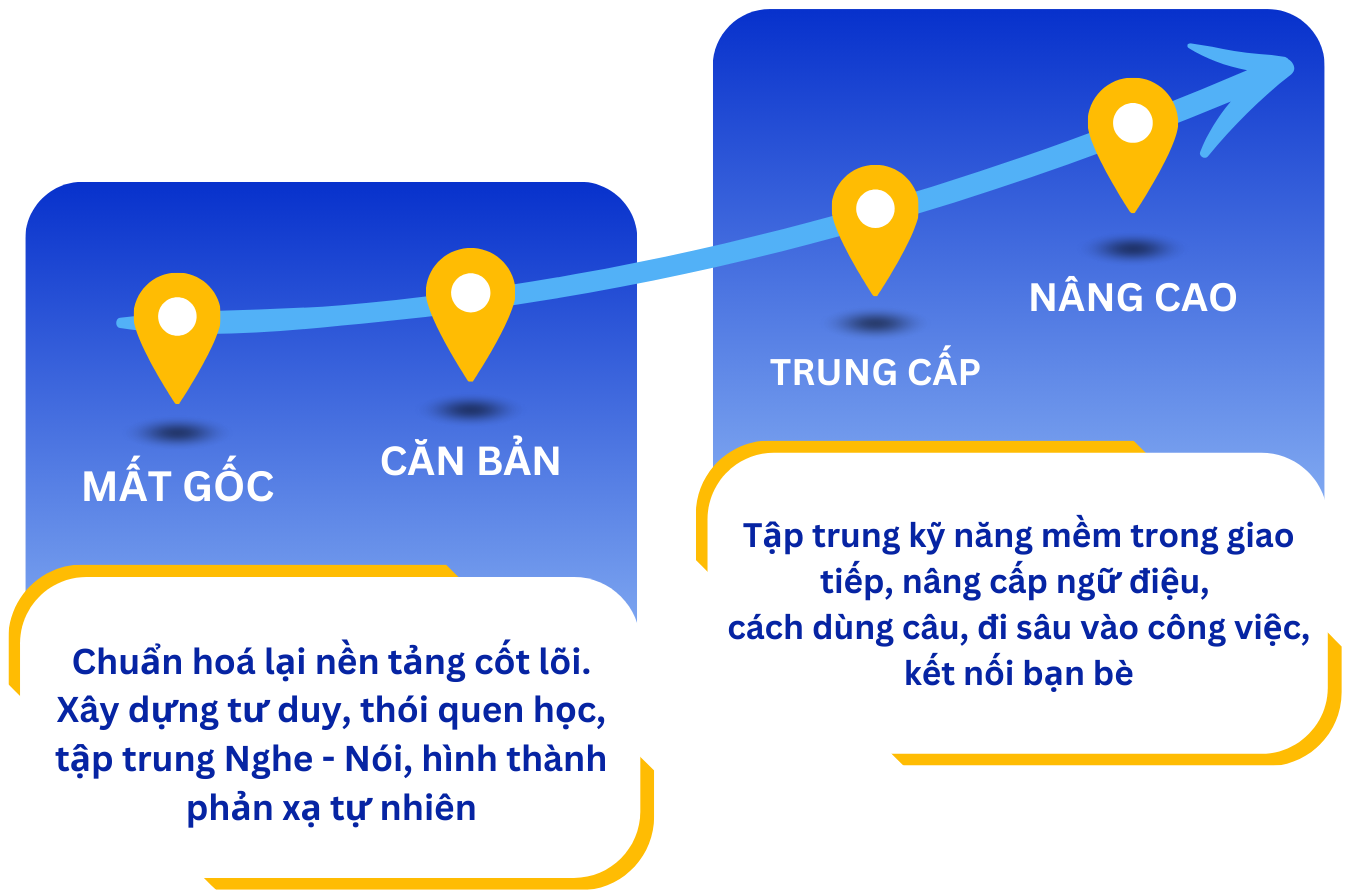 MẤT GỐC
CĂN BẢN
Chuẩn hoá lại nền tảng cốt lõi.
Xây dựng tư duy, thói quen học,
tập trung Nghe - Nói, hình thành
phản xạ tự nhiên
TRUNG CẤP
NÂNG CAO
Tập trung kỹ năng mềm trong giao
tiếp, nâng cấp ngữ điệu,
cách dùng câu, đi sâu vào công việc,
kết nối bạn bè